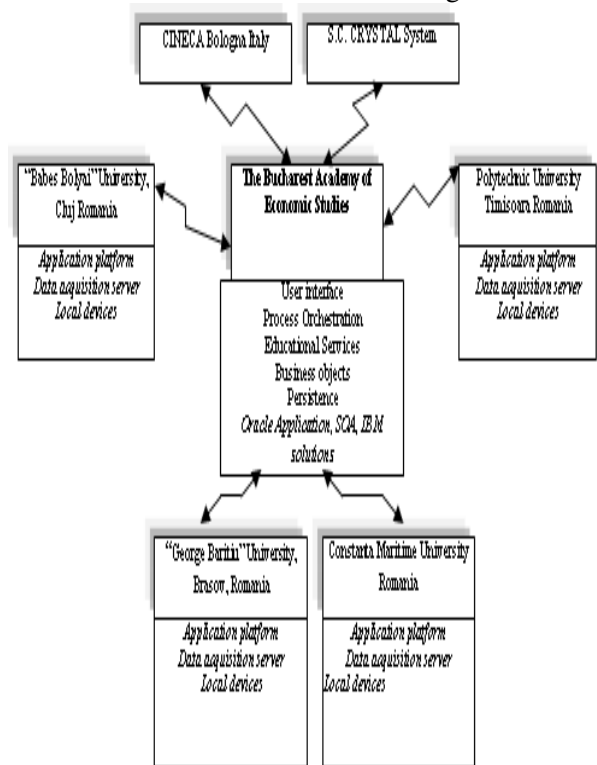 CINECA Bologna Italy
S.C. CRYSTAL System
"Babes Bolyai" University,
Cluj Romania
Application platform
Data aquisition server
Local devices
The Bucharest Academy of
Economic Studies
User interface
Process Orchestration
Educational Services
Business objects
Persistence
Oracle Application, SOA, IBM
solutions
Polytechnic University
Timisoara Romania
Application platform
Data aquisition server
Local devices
"George Baritiu" University,
Brasov, Romania
Application platform
Data aquisition server
Local devices
Constanta Maritime University
Romania
Application platform
Data aquisition server
Local devices